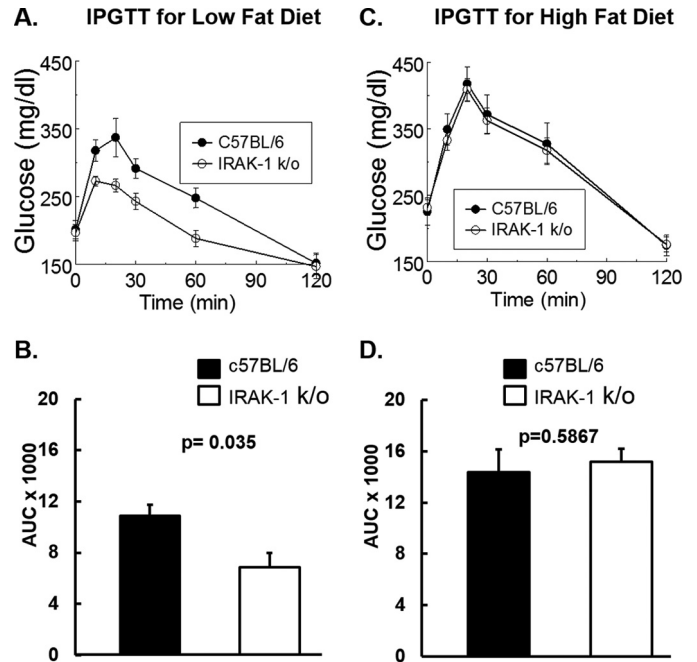 A. IPGTT for Low Fat Diet
Glucose (mg/dl)
450
350
250
150
C57BL/6
IRAK-1 k/o
0 30 60 90 120
Time (min)
C. IPGTT for High Fat Diet
Glucose (mg/dl)
450
350
250
150
C57BL/6
IRAK-1 k/o
0 30 60 90 120
Time (min)
B.
c57BL/6
IRAK-1 k/o
p= 0.035
AUC x 1000
20
16
12
8
4
0
D.
c57BL/6
IRAK-1 k/o
p=0.5867
AUC x 1000
20
16
12
8
4
0